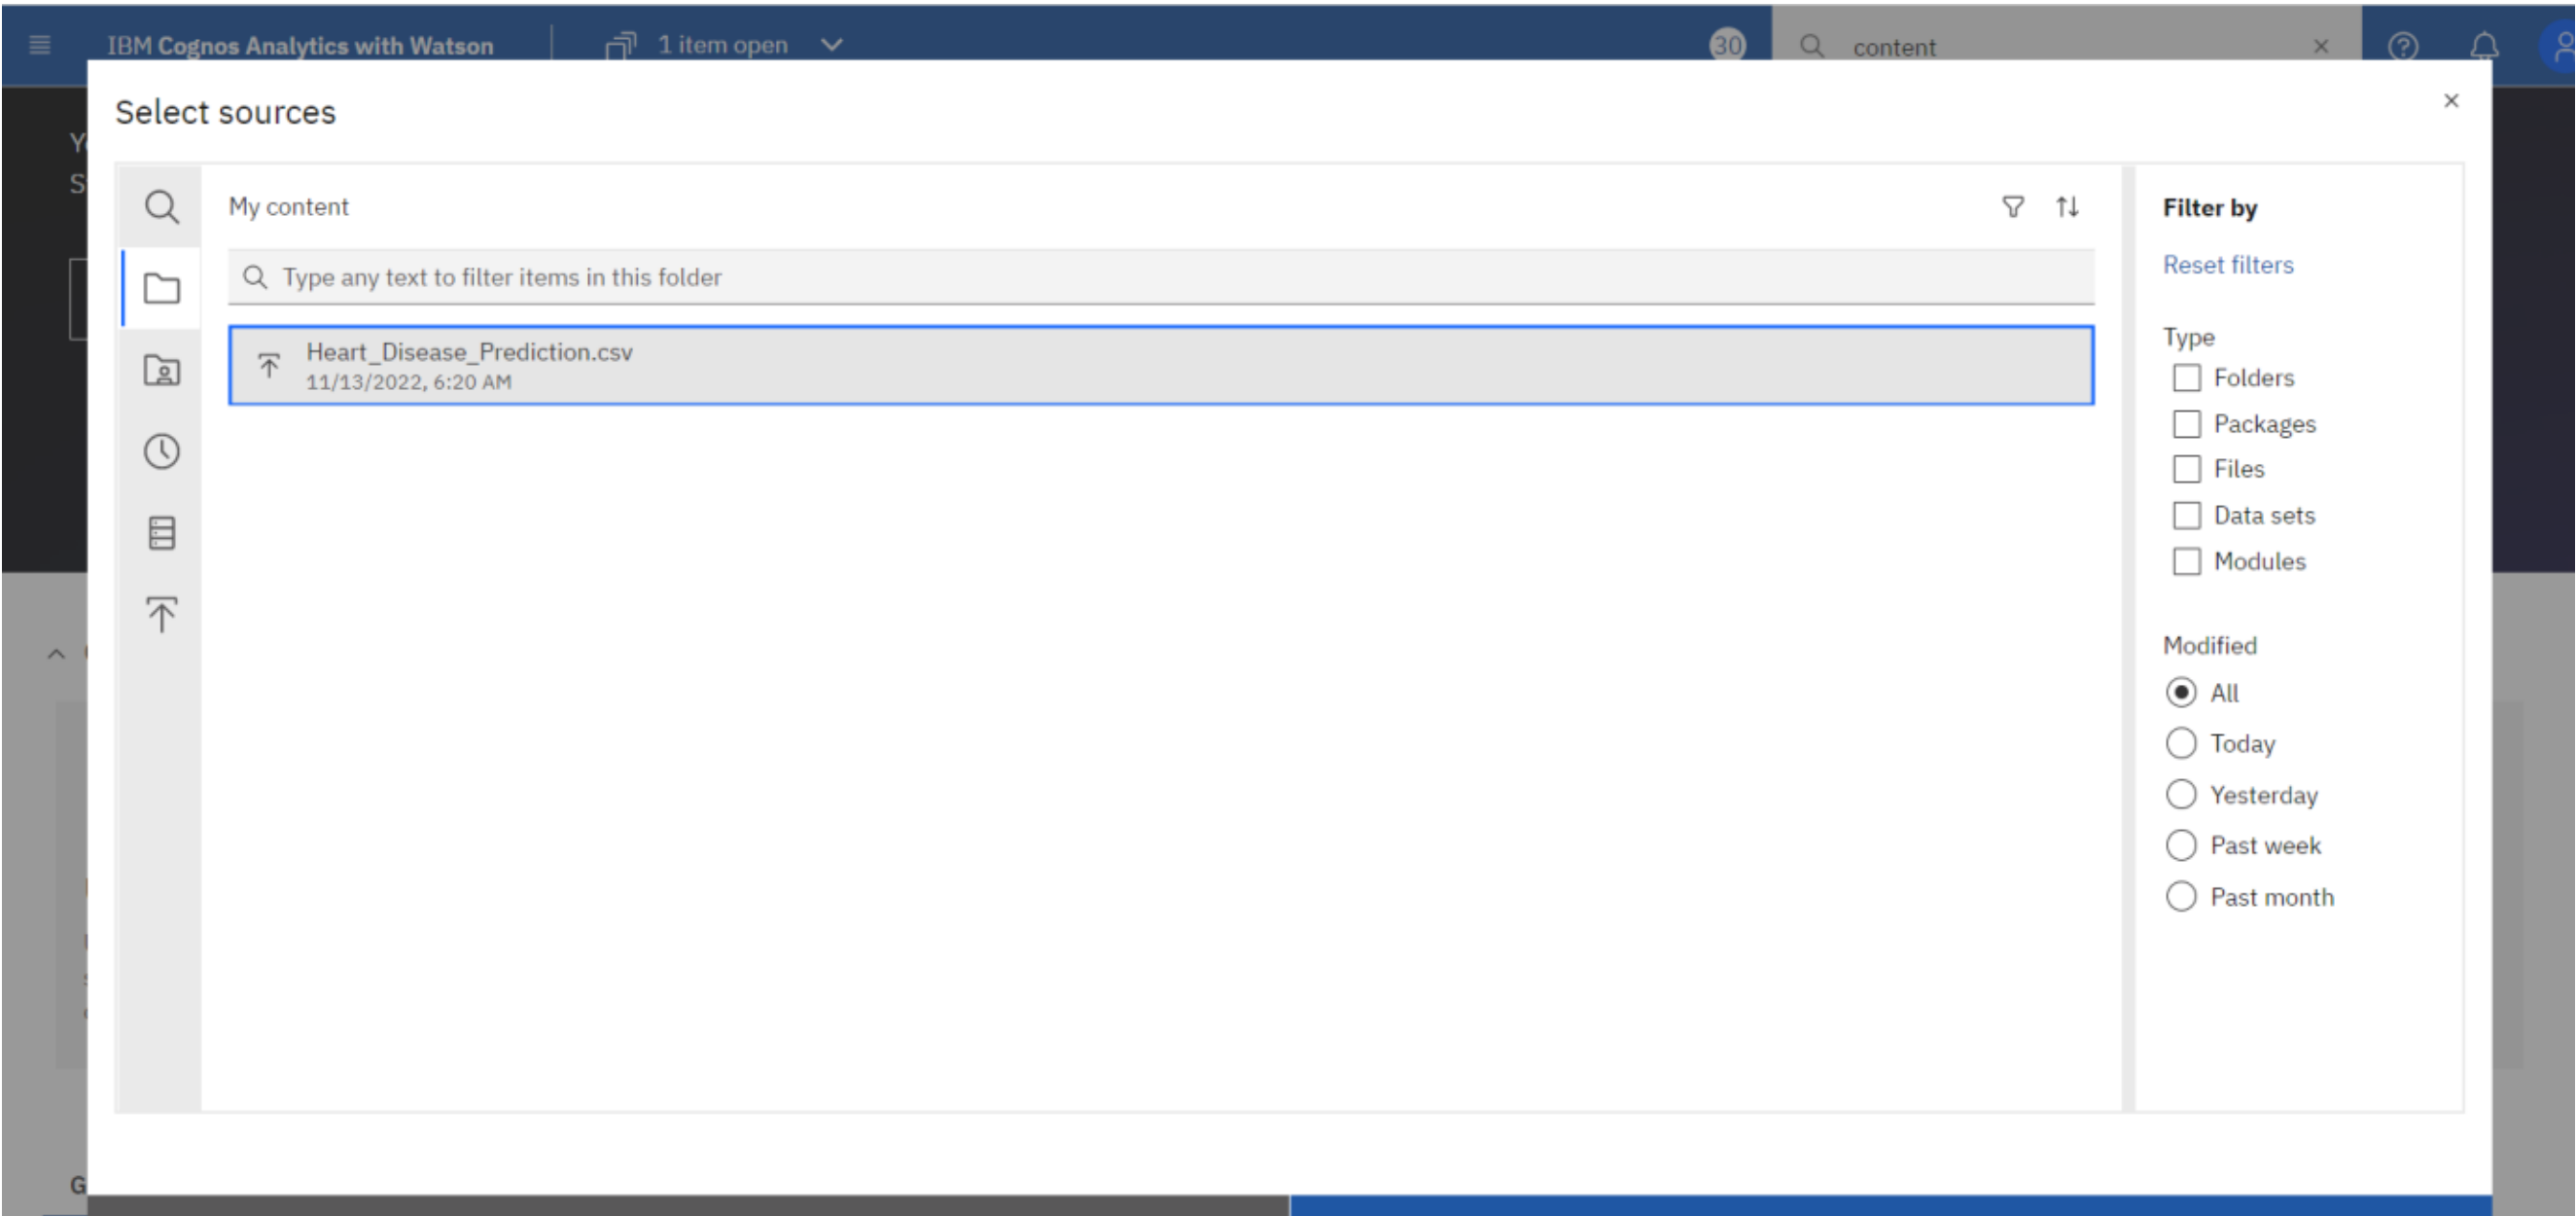 IBM Cognos Analytics with Watson
1 item open
30
content
Select sources
My content
Type any text to filter items in this folder
Heart_Disease_Prediction.csv
11/13/2022, 6:20 AM
Filter by
Reset filters
Type
Folders
Packages
Files
Data sets
Modules
Modified
All
Today
Yesterday
Past week
Past month